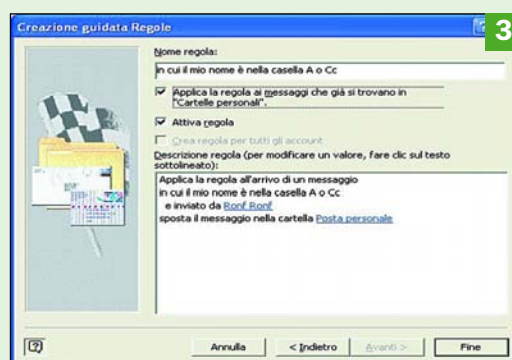 Creazione guidata Regole
3
Nome regola:
in cui il mio nome è nella casella A o Cc
Applica la regola ai messaggi che già si trovano in
"Cartelle personali".
Attiva regola
Crea regola per tutti gli account
Descrizione regola (per modificare un valore, fare clic sul testo
sottolineato):
Applica la regola all'arrivo di un messaggio
in cui il mio nome è nella casella A o Cc
e inviato da Ronf Ronf
sposta il messaggio nella cartella Posta personale
?
Annulla
< Indietro
Avanti >
Fine